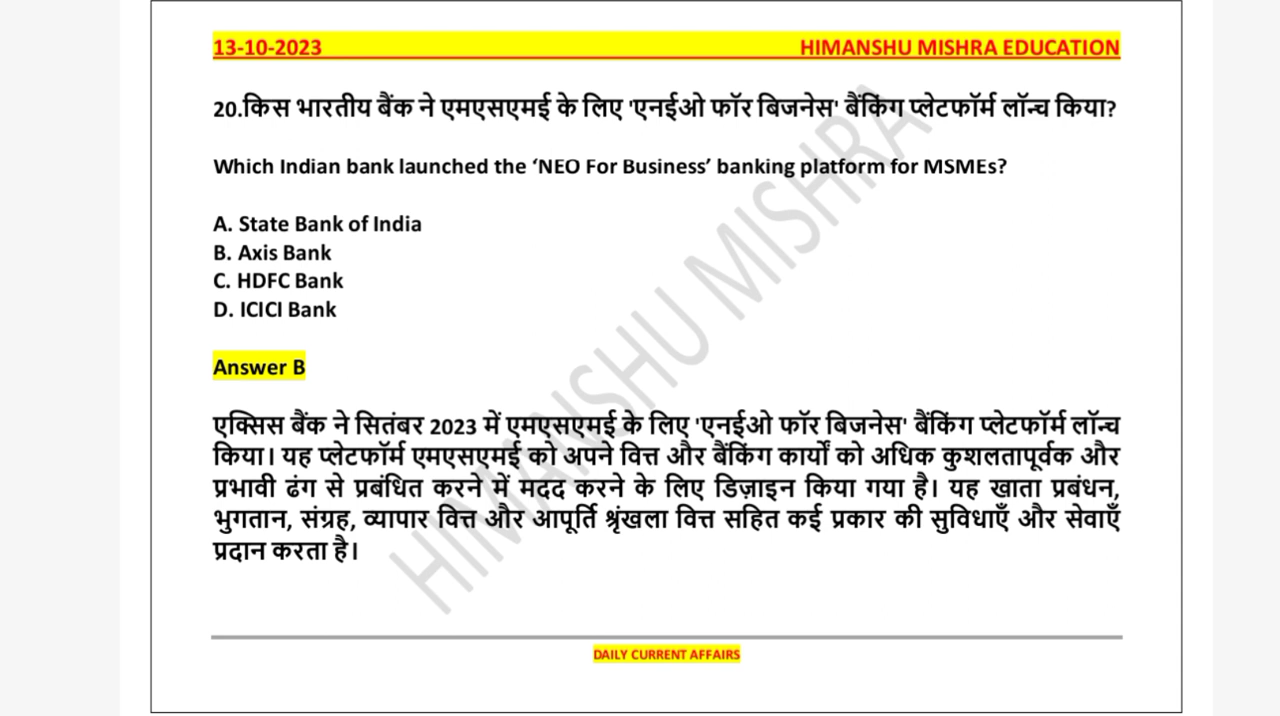 13-10-2023 HIMANSHU MISHRA EDUCATION
20.किस भारतीय बैंक ने एमएसएमई के लिए 'एनईओ फॉर बिजनेस' बैंकिंग प्लेटफॉर्म लॉन्च किया?
Which Indian bank launched the ‘NEO For Business’ banking platform for MSMEs?
A. State Bank of India
B. Axis Bank
C. HDFC Bank
D. ICICI Bank
Answer B
एक्सिस बैंक ने सितंबर 2023 में एमएसएमई के लिए 'एनईओ फॉर बिजनेस' बैंकिंग प्लेटफॉर्म लॉन्च
किया। यह प्लेटफॉर्म एमएसएमई को अपने वित्त और बैंकिंग कार्यों को अधिक कुशलतापूर्वक और
प्रभावी ढंग से प्रबंधित करने में मदद करने के लिए डिज़ाइन किया गया है। यह खाता प्रबंधन,
भुगतान, संग्रह, व्यापार वित्त और आपूर्ति श्रृंखला वित्त सहित कई प्रकार की सुविधाएँ और सेवाएँ
प्रदान करता है।
HIMANSHU MISHRA
DAILY CURRENT AFFAIRS